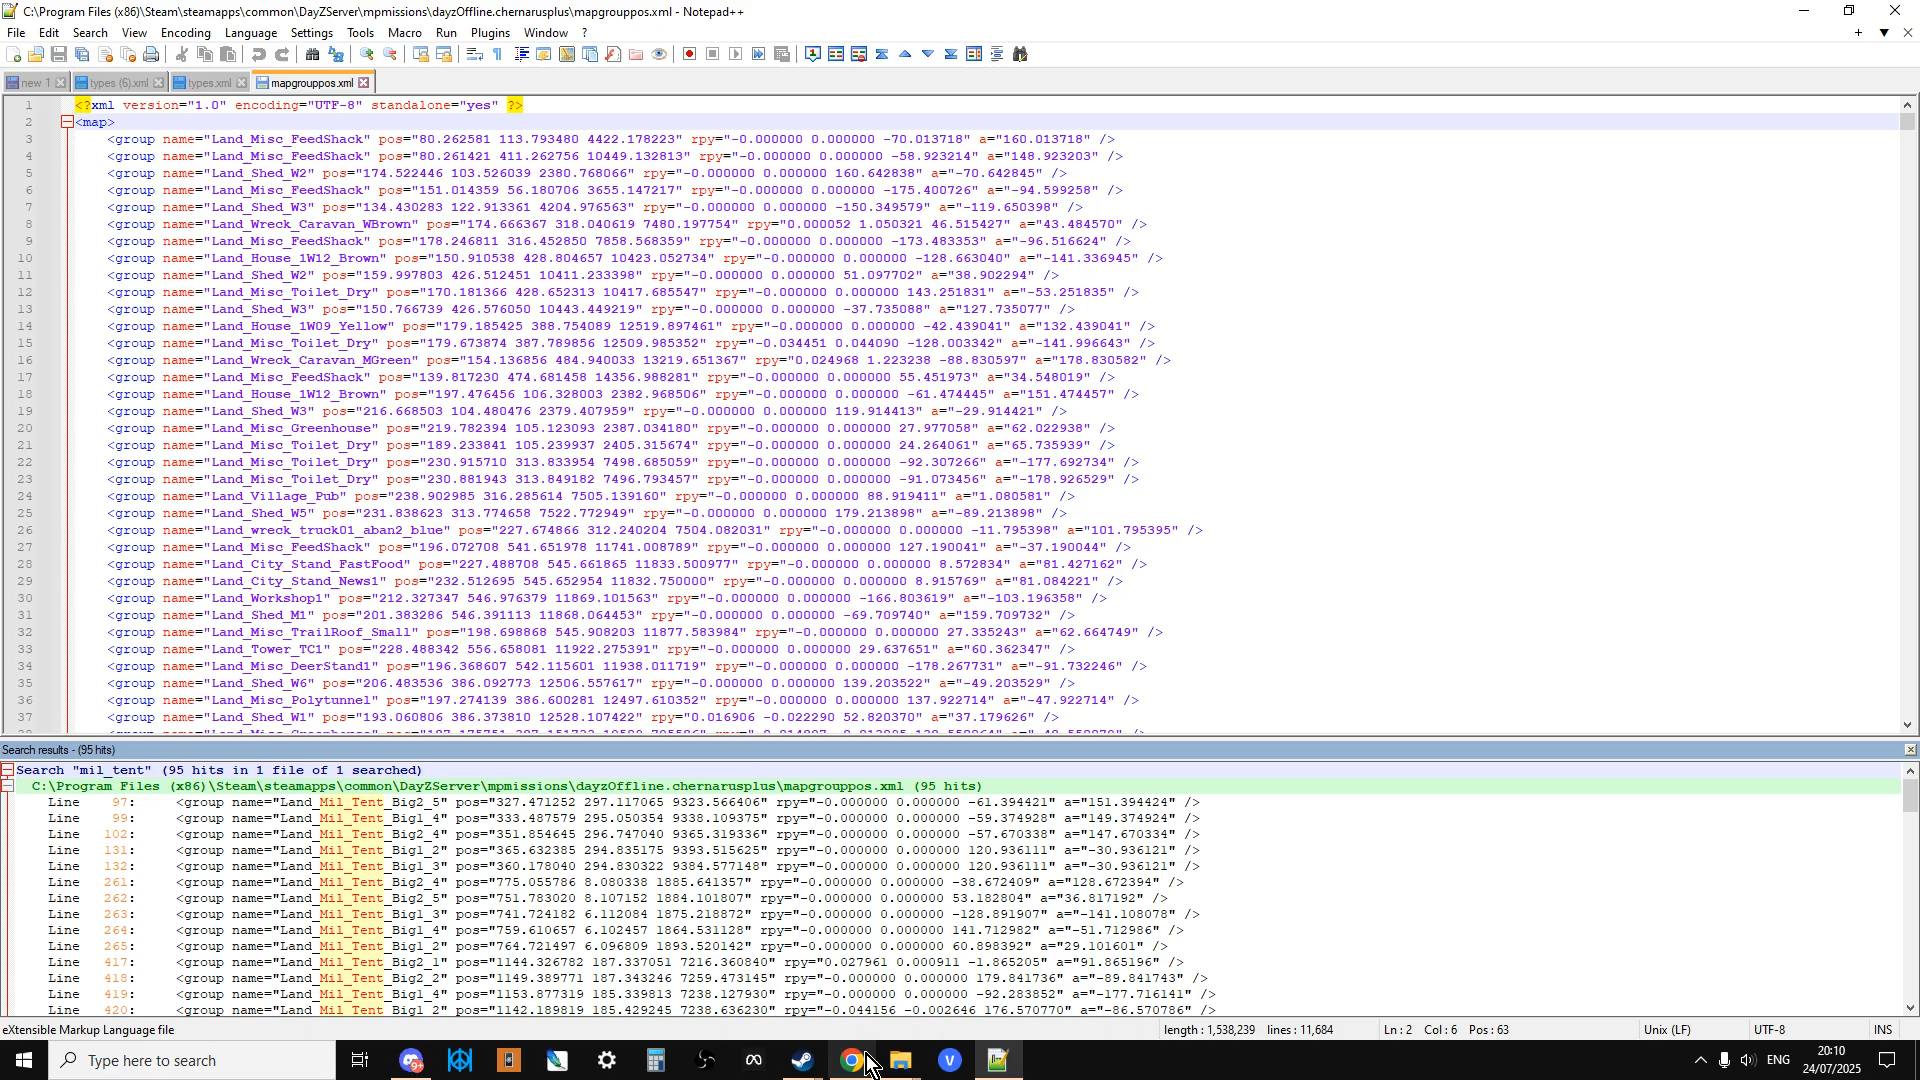 C:\Program Files (x86)\Steam\steamapps\common\DayZServer\mpmissions\dayzOffline.chernarusplus\mapgrouppos.xml - Notepad++
File Edit Search View Encoding Language Settings Tools Macro Run Plugins Window ?
new 1 types (6).xml types.xml mapgrouppos.xml
1 <?xml version="1.0" encoding="UTF-8" standalone="yes" ?>
2 <map>
3 <group name="Land_Misc_FeedShack" pos="80.262581 113.793480 4422.178223" rpy="-0.000000 0.000000 -70.013718" a="160.013718" />
4 <group name="Land_Misc_FeedShack" pos="80.261421 411.262756 10449.132813" rpy="-0.000000 0.000000 -58.923214" a="148.923203" />
5 <group name="Land_Shed_W2" pos="174.522446 103.526039 2380.768066" rpy="-0.000000 0.000000 160.642838" a="-70.642845" />
6 <group name="Land_Misc_FeedShack" pos="151.014359 56.180706 3655.147217" rpy="-0.000000 0.000000 -175.400726" a="-94.599258" />
7 <group name="Land_Shed_W3" pos="134.430283 122.913361 4204.976563" rpy="-0.000000 0.000000 -150.349579" a="-119.650398" />
8 <group name="Land_Wreck_Caravan_WBrown" pos="174.666367 318.040619 7480.197754" rpy="0.000052 1.050321 46.515427" a="43.484570" />
9 <group name="Land_Misc_FeedShack" pos="178.246811 316.452850 7858.568359" rpy="-0.000000 0.000000 -173.483353" a="-96.516624" />
10 <group name="Land_House_1W12_Brown" pos="150.910538 428.804657 10423.052734" rpy="-0.000000 0.000000 -128.663040" a="-141.336945" />
11 <group name="Land_Shed_W2" pos="159.997803 426.512451 10411.233398" rpy="-0.000000 0.000000 51.097702" a="38.902294" />
12 <group name="Land_Misc_Toilet_Dry" pos="170.181366 428.652313 10417.685547" rpy="-0.000000 0.000000 143.251831" a="-53.251835" />
13 <group name="Land_Shed_W3" pos="150.766739 426.576050 10443.449219" rpy="-0.000000 0.000000 -37.735088" a="127.735077" />
14 <group name="Land_House_1W09_Yellow" pos="179.185425 388.754089 12519.897461" rpy="-0.000000 0.000000 -42.439041" a="132.439041" />
15 <group name="Land_Misc_Toilet_Dry" pos="179.673874 387.789856 12509.985352" rpy="-0.034451 0.044090 -128.003342" a="-141.996643" />
16 <group name="Land_Wreck_Caravan_MGreen" pos="154.136856 484.940033 13219.651367" rpy="0.024968 1.223238 -88.830597" a="178.830582" />
17 <group name="Land_Misc_FeedShack" pos="139.817230 474.681458 14356.988281" rpy="-0.000000 0.000000 55.451973" a="34.548019" />
18 <group name="Land_House_1W12_Brown" pos="197.476456 106.328003 2382.968506" rpy="-0.000000 0.000000 -61.474445" a="151.474457" />
19 <group name="Land_Shed_W3" pos="216.668503 104.480476 2379.407959" rpy="-0.000000 0.000000 119.914413" a="-29.914421" />
20 <group name="Land_Misc_Greenhouse" pos="219.782394 105.123093 2387.034180" rpy="-0.000000 0.000000 27.977058" a="62.022938" />
21 <group name="Land_Misc_Toilet_Dry" pos="189.233841 105.239937 2405.315674" rpy="-0.000000 0.000000 24.264061" a="65.735939" />
22 <group name="Land_Misc_Toilet_Dry" pos="230.915710 313.833954 7498.685059" rpy="-0.000000 0.000000 -92.307266" a="-177.692734" />
23 <group name="Land_Misc_Toilet_Dry" pos="230.881943 313.849182 7496.793457" rpy="-0.000000 0.000000 -91.073456" a="-178.926529" />
24 <group name="Land_Village_Pub" pos="238.902985 316.285614 7505.139160" rpy="-0.000000 0.000000 88.919411" a="1.080581" />
25 <group name="Land_Shed_W5" pos="231.838623 313.774658 7522.772949" rpy="-0.000000 0.000000 179.213898" a="-89.213898" />
26 <group name="Land_wreck_truck01_aban2_blue" pos="227.674866 312.240204 7504.082031" rpy="-0.000000 0.000000 -11.795398" a="101.795395" />
27 <group name="Land_Misc_FeedShack" pos="196.072708 541.651978 11741.008789" rpy="-0.000000 0.000000 127.190041" a="-37.190044" />
28 <group name="Land_City_Stand_FastFood" pos="227.488708 545.661865 11833.500977" rpy="-0.000000 0.000000 8.572834" a="81.427162" />
29 <group name="Land_City_Stand_News1" pos="232.512695 545.652954 11832.750000" rpy="-0.000000 0.000000 8.915769" a="81.084221" />
30 <group name="Land_Workshop1" pos="212.327347 546.976379 11869.101563" rpy="-0.000000 0.000000 -166.803619" a="-103.196358" />
31 <group name="Land_Shed_M1" pos="201.383286 546.391113 11868.064453" rpy="-0.000000 0.000000 -69.709740" a="159.709732" />
32 <group name="Land_Misc_TrailRoof_Small" pos="198.698868 545.908203 11877.583984" rpy="-0.000000 0.000000 27.335243" a="62.664749" />
33 <group name="Land_Tower_TC1" pos="228.488342 556.658081 11922.275391" rpy="-0.000000 0.000000 29.637651" a="60.362347" />
34 <group name="Land_Misc_DeerStand1" pos="196.368607 542.115601 11938.011719" rpy="-0.000000 0.000000 -178.267731" a="-91.732246" />
35 <group name="Land_Shed_W6" pos="206.483536 386.092773 12506.557617" rpy="-0.000000 0.000000 139.203522" a="-49.203529" />
36 <group name="Land_Misc_Polytunnel" pos="197.274139 386.600281 12497.610352" rpy="-0.000000 0.000000 137.922714" a="-47.922714" />
37 <group name="Land_Shed_W1" pos="193.060806 386.373810 12528.107422" rpy="0.016906 -0.022290 52.820370" a="37.179626" />
Search results - (95 hits)
Search "mil_tent" (95 hits in 1 file of 1 searched)
C:\Program Files (x86)\Steam\steamapps\common\DayZServer\mpmissions\dayzOffline.chernarusplus\mapgrouppos.xml (95 hits)
Line 97: <group name="Land_Mil_Tent_Big2_5" pos="327.471252 297.117065 9323.566406" rpy="-0.000000 0.000000 -61.394421" a="151.394424" />
Line 99: <group name="Land_Mil_Tent_Big1_4" pos="333.487579 295.050354 9338.109375" rpy="-0.000000 0.000000 -59.374928" a="149.374924" />
Line 102: <group name="Land_Mil_Tent_Big2_4" pos="351.854645 296.747040 9365.319336" rpy="-0.000000 0.000000 -57.670338" a="147.670334" />
Line 131: <group name="Land_Mil_Tent_Big1_2" pos="365.632385 294.835175 9393.515625" rpy="-0.000000 0.000000 120.936111" a="-30.936121" />
Line 132: <group name="Land_Mil_Tent_Big1_3" pos="360.178040 294.830322 9384.577148" rpy="-0.000000 0.000000 120.936111" a="-30.936121" />
Line 261: <group name="Land_Mil_Tent_Big2_4" pos="775.055786 8.080338 1885.641357" rpy="-0.000000 0.000000 -38.672409" a="128.672394" />
Line 262: <group name="Land_Mil_Tent_Big2_5" pos="751.783020 8.107152 1884.101807" rpy="-0.000000 0.000000 53.182804" a="36.817192" />
Line 263: <group name="Land_Mil_Tent_Big1_3" pos="741.724182 6.112084 1875.218872" rpy="-0.000000 0.000000 -128.891907" a="-141.108078" />
Line 264: <group name="Land_Mil_Tent_Big1_4" pos="759.610657 6.102457 1864.531128" rpy="-0.000000 0.000000 141.712982" a="-51.712986" />
Line 265: <group name="Land_Mil_Tent_Big1_2" pos="764.721497 6.096809 1893.520142" rpy="-0.000000 0.000000 60.898392" a="29.101601" />
Line 417: <group name="Land_Mil_Tent_Big2_1" pos="1144.326782 187.337051 7216.360840" rpy="0.027961 0.000911 -1.865205" a="91.865196" />
Line 418: <group name="Land_Mil_Tent_Big2_2" pos="1149.389771 187.343246 7259.473145" rpy="-0.000000 0.000000 179.841736" a="-89.841743" />
Line 419: <group name="Land_Mil_Tent_Big1_4" pos="1153.877319 185.339813 7238.127930" rpy="-0.000000 0.000000 -92.283852" a="-177.716141" />
Line 420: <group name="Land_Mil_Tent_Big1_2" pos="1142.189819 185.429245 7238.636230" rpy="-0.044156 -0.002646 176.570770" a="-86.570786" />
eXtensible Markup Language file length : 1,538,239 lines : 11,684 Ln : 2 Col : 6 Pos : 63 Unix (LF) UTF-8 INS
Type here to search ENG 20:10
24/07/2025